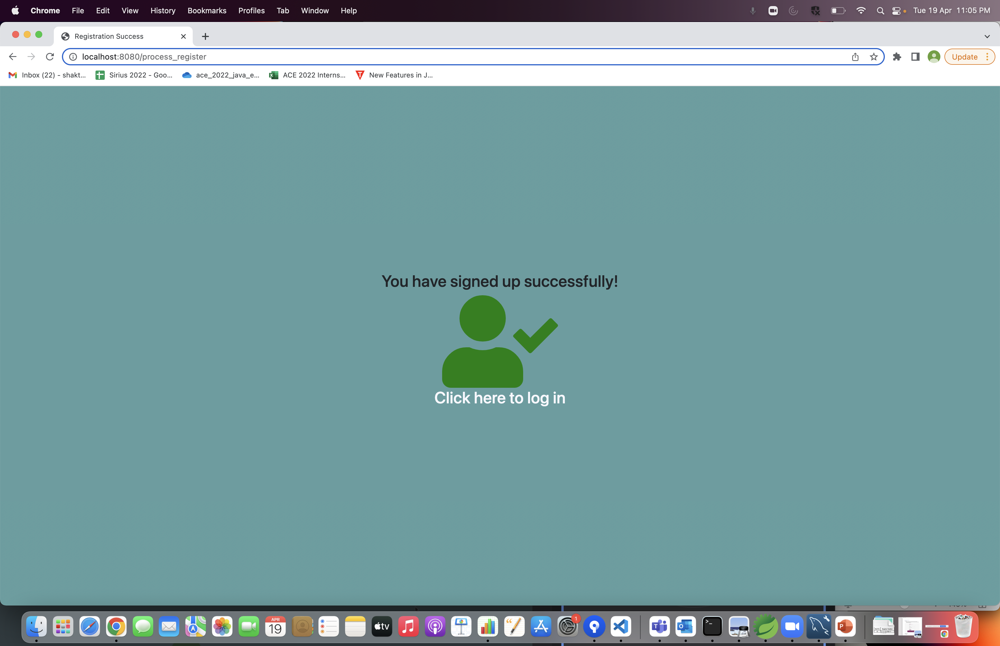 Chrome File Edit View History Bookmarks Profiles Tab Window Help Tue 19 Apr 11:05 PM
Registration Success
localhost:8080/process_register Update
Inbox (22) - shakt... Sirius 2022 - Goo... ace_2022_java_e... ACE 2022 Interns... New Features in J...
You have signed up successfully!
Click here to log in
APR
19
tv
1